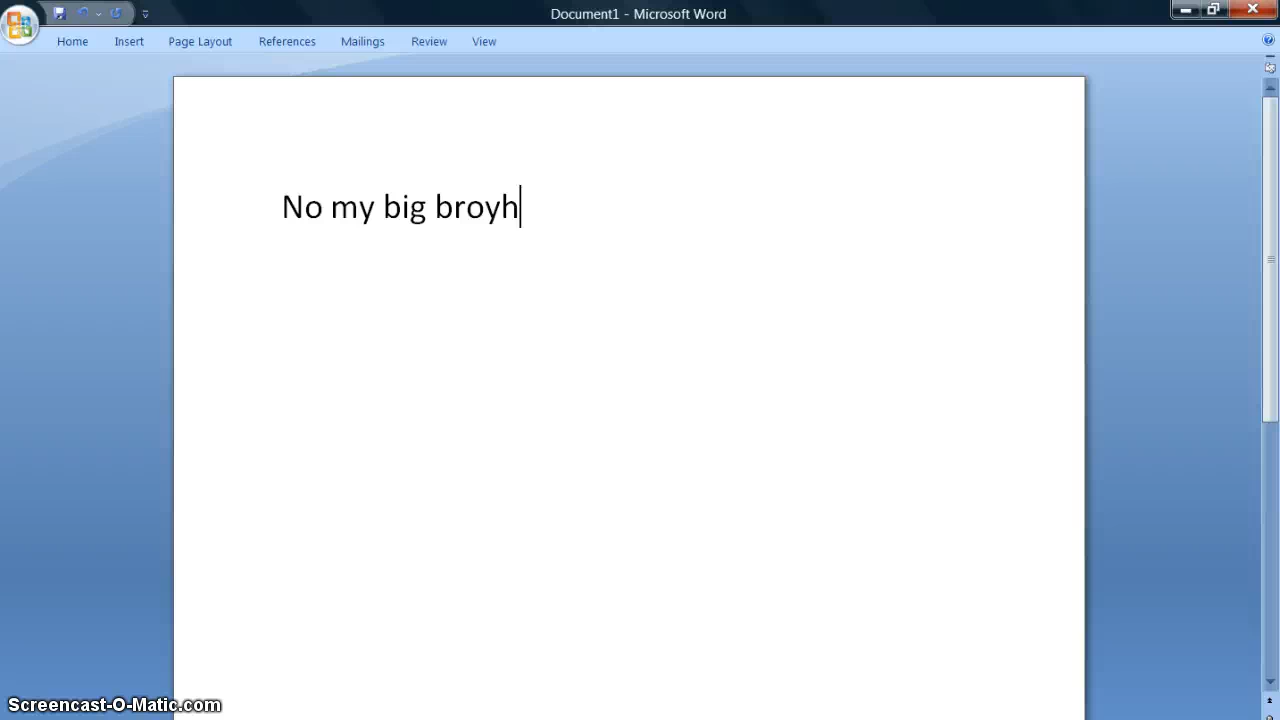 Document1 - Microsoft Word
Home Insert Page Layout References Mailings Review View
No my big broyh
Screencast-O-Matic.com